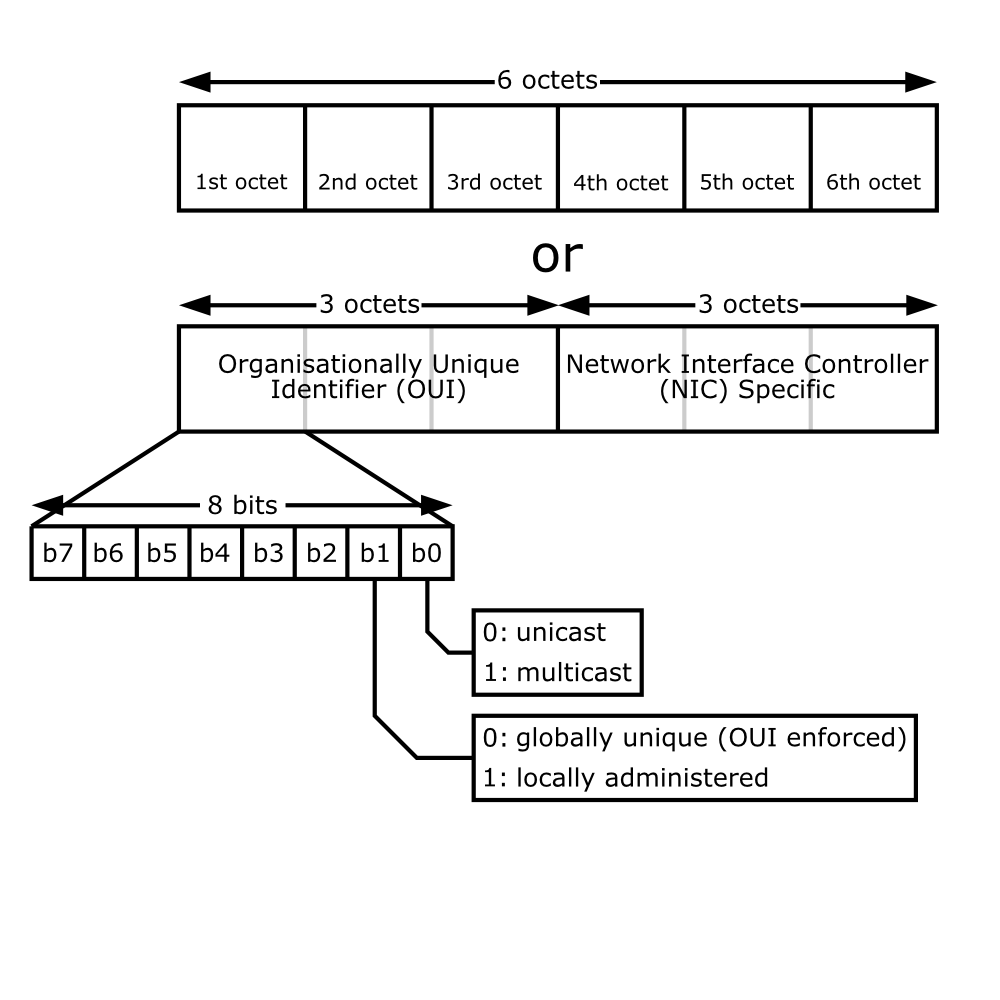 6 octets
1st octet 2nd octet 3rd octet 4th octet 5th octet 6th octet
or
3 octets 3 octets
Organisationally Unique
Identifier (OUI)
Network Interface Controller
(NIC) Specific
8 bits
b7 b6 b5 b4 b3 b2 b1 b0
0: unicast
1: multicast
0: globally unique (OUI enforced)
1: locally administered